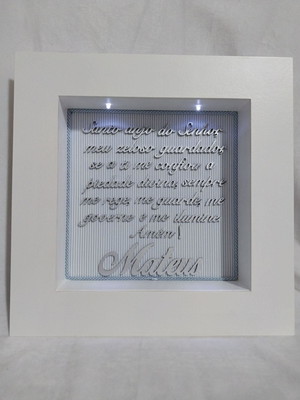 Santo anjo do Senhor,
meu zeloso guardador,
se a ti me confiou a
piedade divina, sempre
me rege, me guarde, me
governe e me ilumine.
Amém!
Mateus